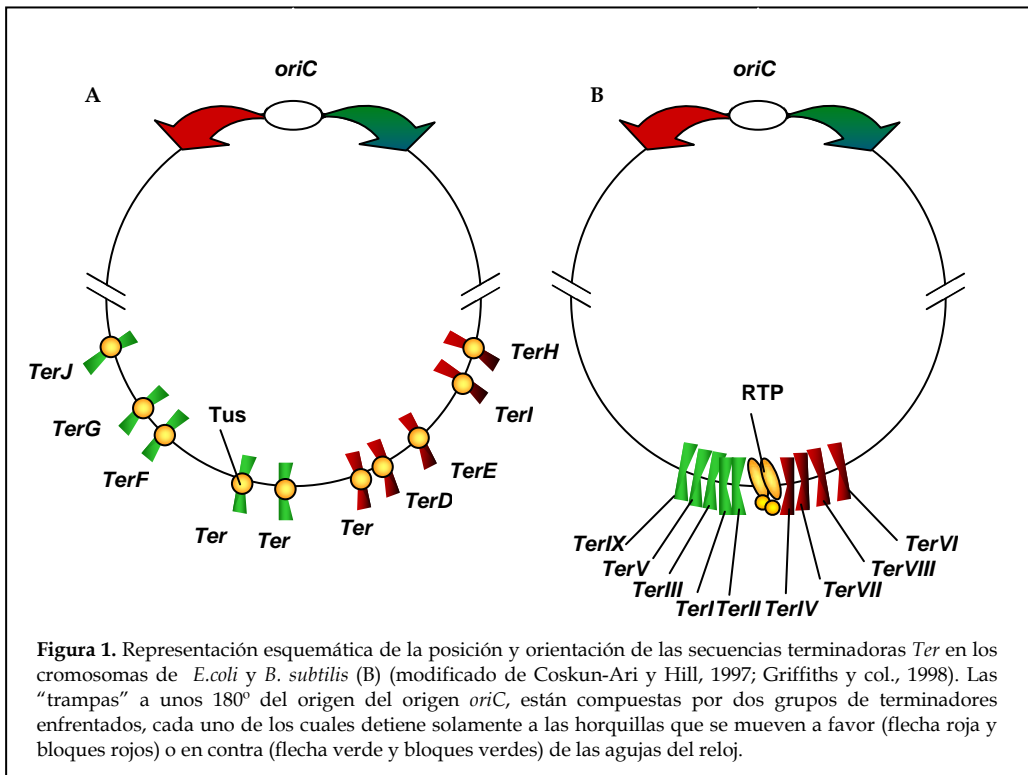 oriC
oriC
A
B
TerJ
TerG
TerF
Tus
Ter
Ter
Ter
TerD
TerE
TerI
TerH
RTP
TerIX
TerV
TerIII
TerI
TerII
TerIV
TerVII
TerVIII
TerVI
Figura 1. Representación esquemática de la posición y orientación de las secuencias terminadoras Ter en los
cromosomas de E.coli y B. subtilis (B) (modificado de Coskun-Ari y Hill, 1997; Griffiths y col., 1998). Las
“trampas” a unos 180º del origen del origen oriC, están compuestas por dos grupos de terminadores
enfrentados, cada uno de los cuales detiene solamente a las horquillas que se mueven a favor (flecha roja y
bloques rojos) o en contra (flecha verde y bloques verdes) de las agujas del reloj.